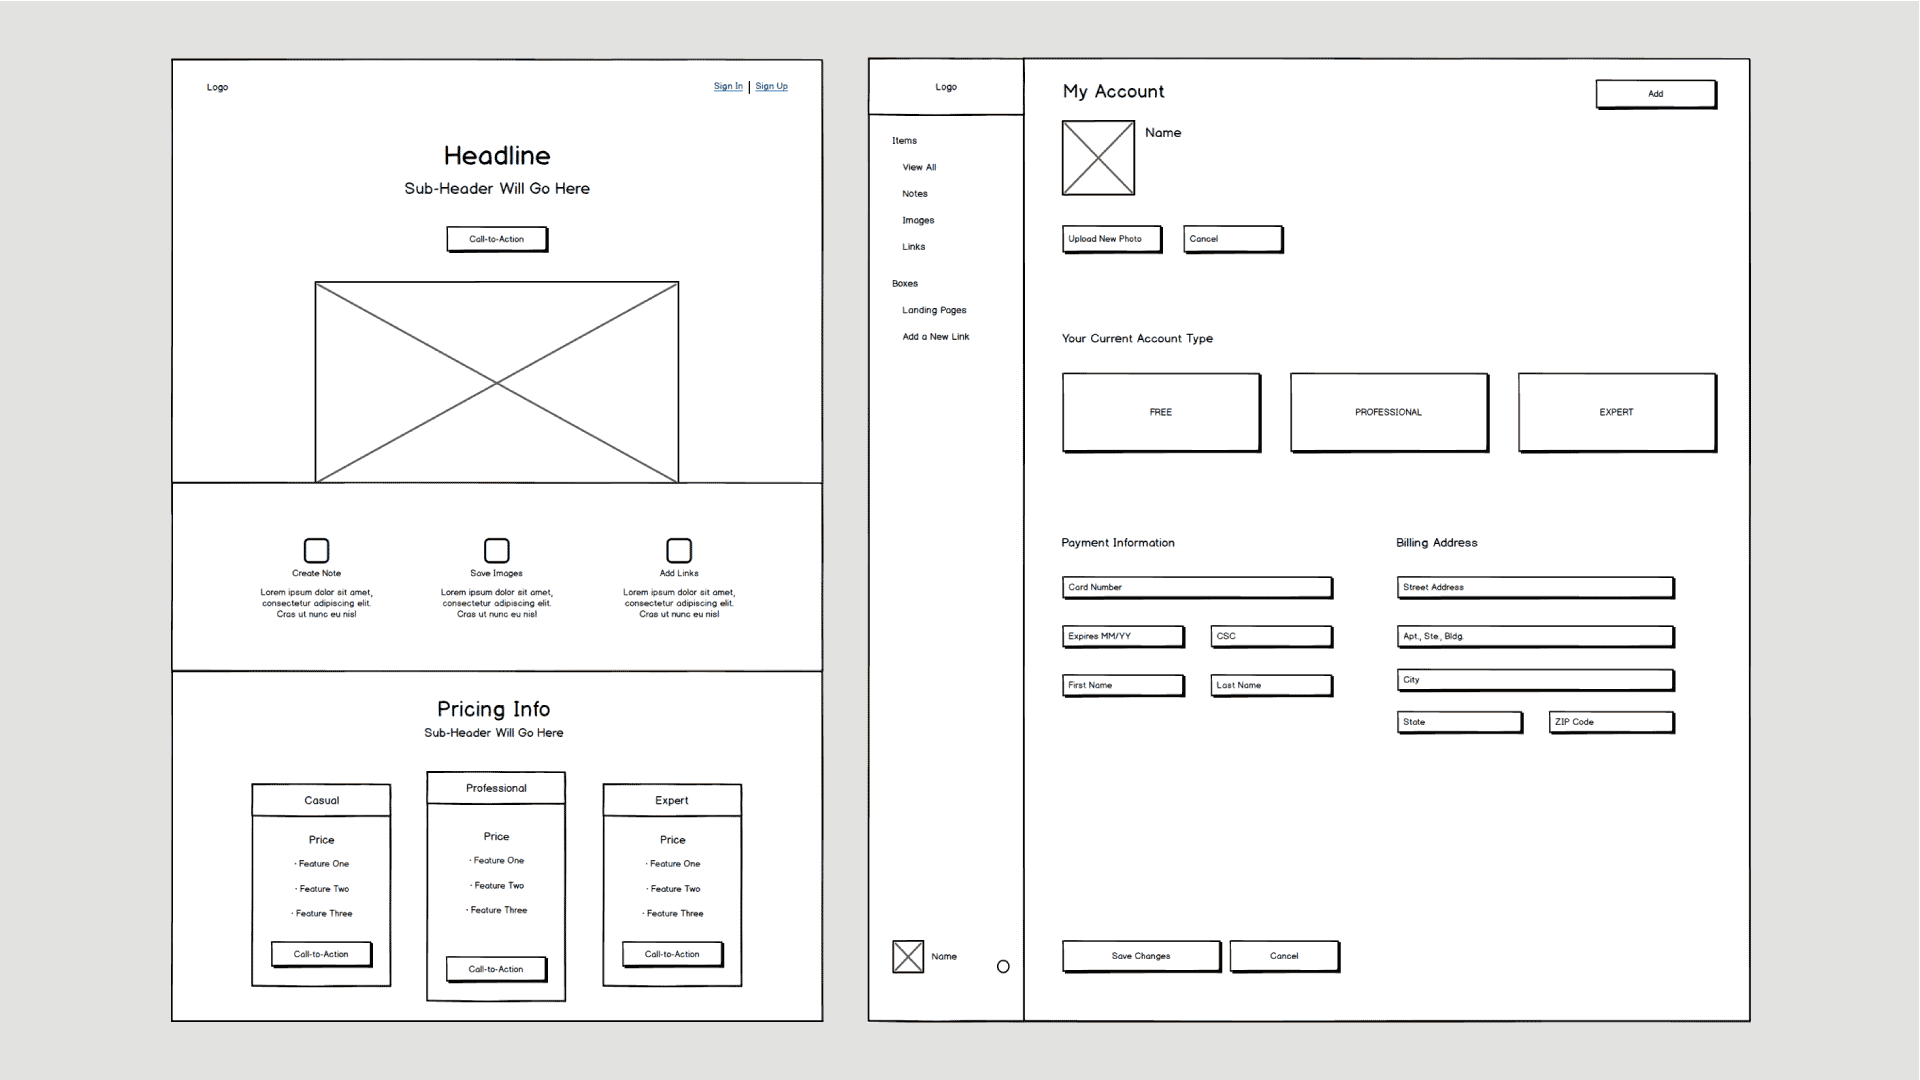 Logo
Sign In | Sign Up
Headline
Sub-Header Will Go Here
Call-to-Action
Create Note
Lorem ipsum dolor sit amet,
consectetur adipiscing elit.
Cras ut nunc eu nisl
Save Images
Lorem ipsum dolor sit amet,
consectetur adipiscing elit.
Cras ut nunc eu nisl
Add Links
Lorem ipsum dolor sit amet,
consectetur adipiscing elit.
Cras ut nunc eu nisl
Pricing Info
Sub-Header Will Go Here
Casual
Price
· Feature One
· Feature Two
· Feature Three
Call-to-Action
Professional
Price
· Feature One
· Feature Two
· Feature Three
Call-to-Action
Expert
Price
· Feature One
· Feature Two
· Feature Three
Call-to-Action
Logo
Items
View All
Notes
Images
Links
Boxes
Landing Pages
Add a New Link
Name
My Account
Add
Name
Upload New Photo
Cancel
Your Current Account Type
FREE
PROFESSIONAL
EXPERT
Payment Information
Card Number
Expires MM/YY
CSC
First Name
Last Name
Billing Address
Street Address
Apt., Ste., Bldg.
City
State
ZIP Code
Save Changes
Cancel